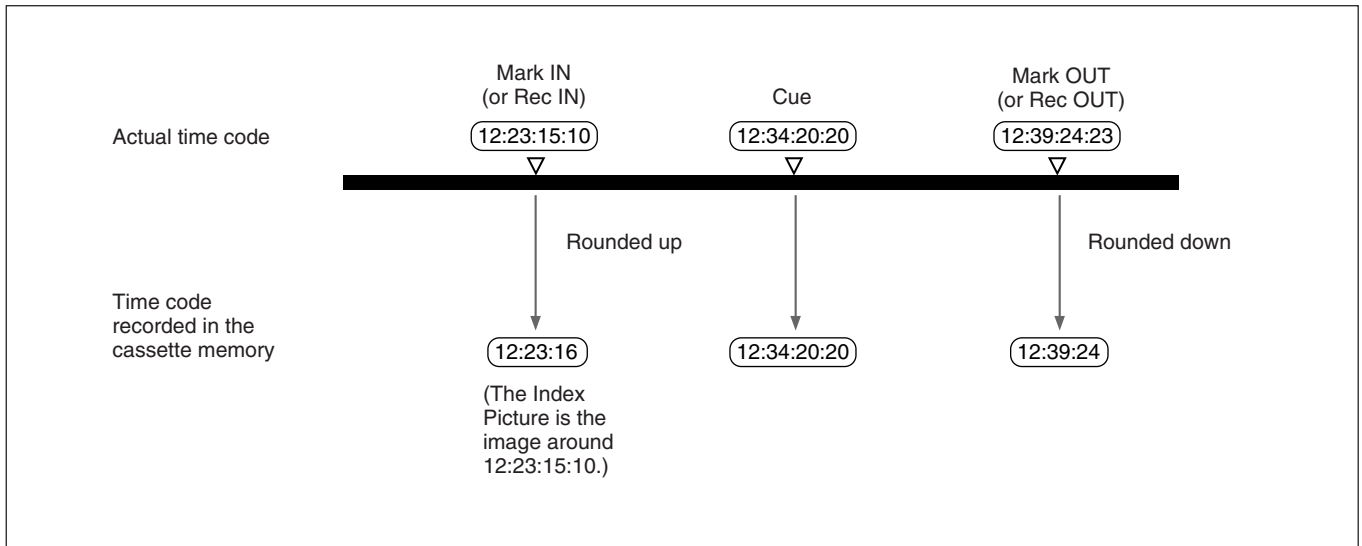 Mark IN
(or Rec IN)
Cue
Mark OUT
(or Rec OUT)
Actual time code
12:23:15:10
12:34:20:20
12:39:24:23
Rounded up
Rounded down
Time code
recorded in the
cassette memory
12:23:16
12:34:20:20
12:39:24
(The Index
Picture is the
image around
12:23:15:10.)